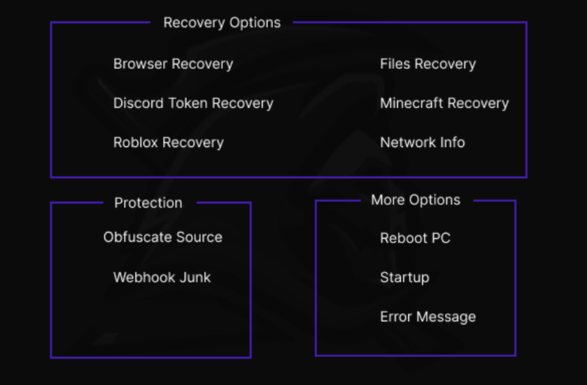 Recovery Options
Browser Recovery
Files Recovery
Discord Token Recovery
Minecraft Recovery
Roblox Recovery
Network Info
Protection
Obfuscate Source
Webhook Junk
More Options
Reboot PC
Startup
Error Message